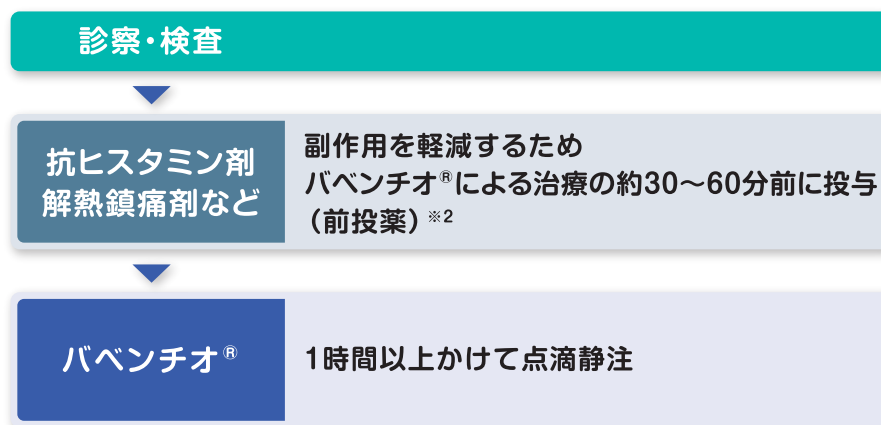 診察・検査
抗ヒスタミン剤
解熱鎮痛剤など
副作用を軽減するため
バベンチオ®による治療の約30～60分前に投与
（前投薬）※2
バベンチオ®
1時間以上かけて点滴静注